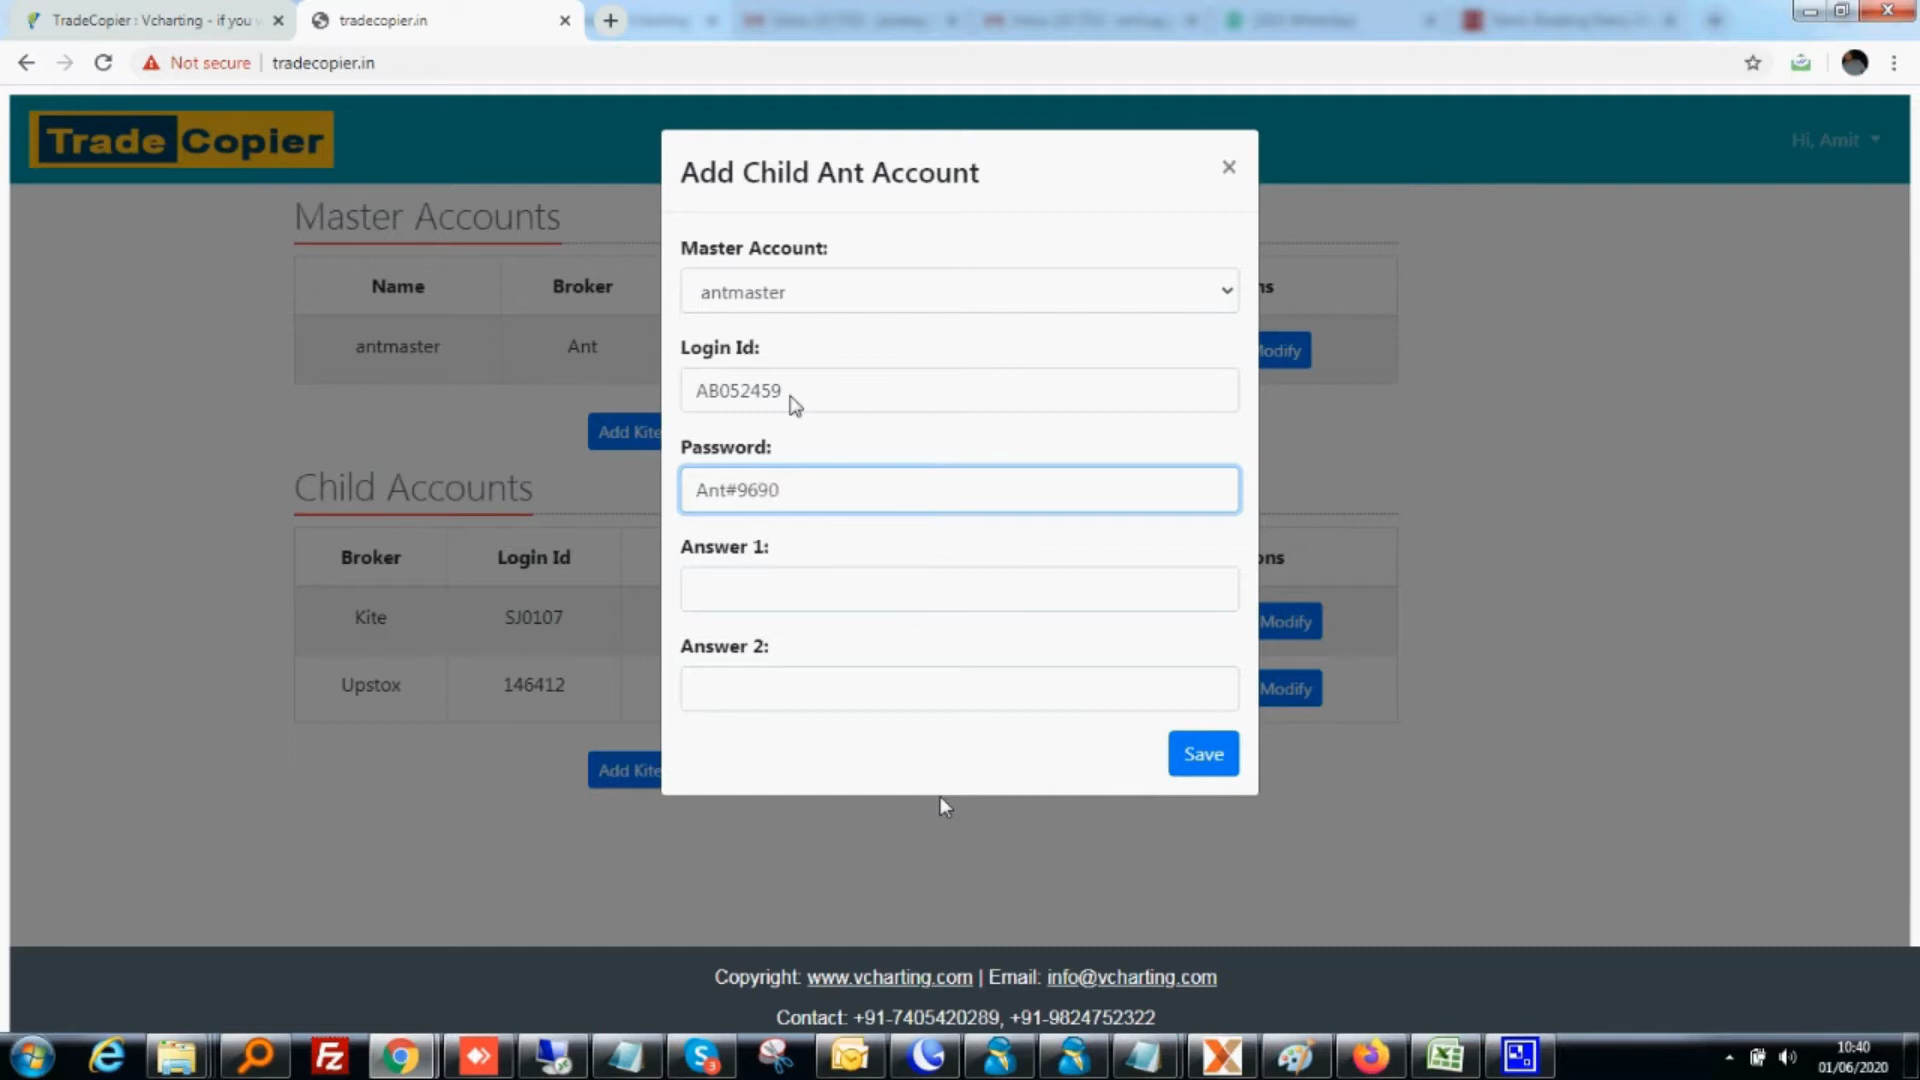 TradeCopier : Vcharting - if you
tradecopier.in
Not secure | tradecopier.in
Trade Copier
Hi, Amit
Master Accounts
Name Broker
antmaster Ant
Modify
Add Kite
Child Accounts
Broker Login Id
Kite SJ0107
Modify
Upstox 146412
Modify
Add Kite
Add Child Ant Account
×
Master Account:
antmaster
Login Id:
AB052459
Password:
Ant#9690
Answer 1:
Answer 2:
Save
Copyright: www.vcharting.com | Email: info@vcharting.com
Contact: +91-7405420289, +91-9824752322
10:40
01/06/2020